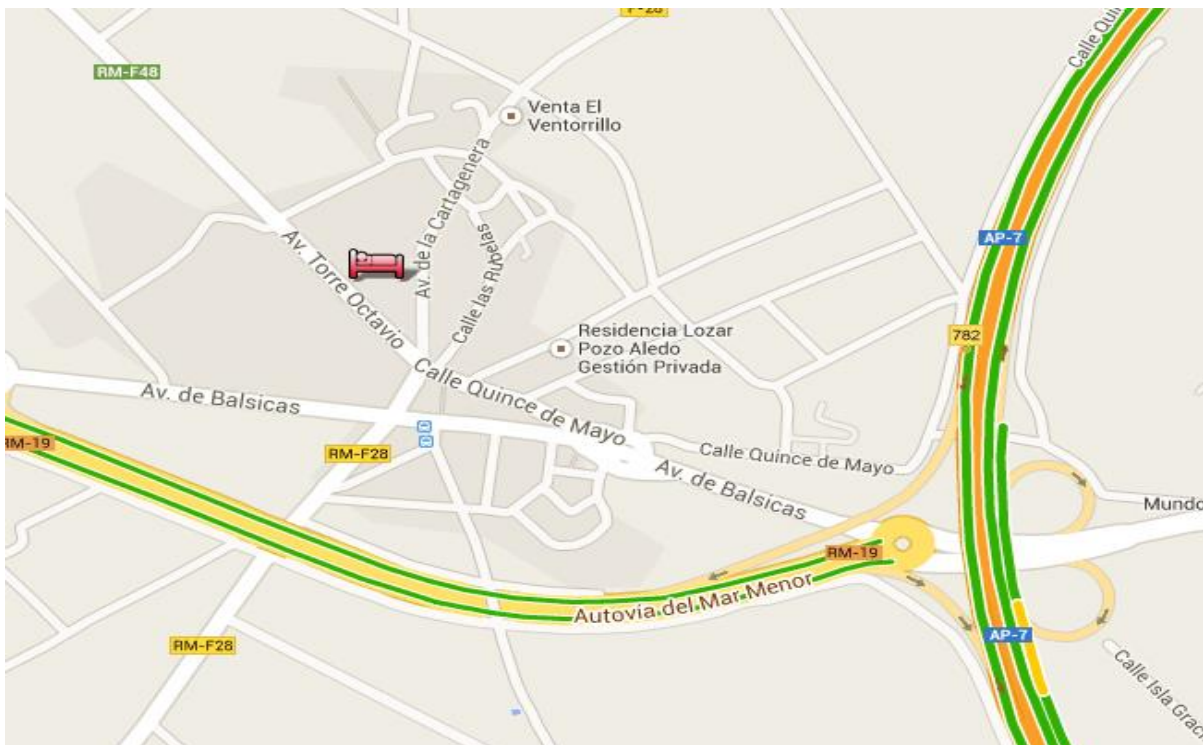 F-28
Calle Qui
RM-F48
Venta El
Ventorrillo
Av. de la Cartagenera
Calle las Rubelas
Av. Torre Octavio
AP-7
782
Residencia Lozar
Pozo Aledo
Gestión Privada
Calle Quince de Mayo
Av. de Balsicas
RM-19
RM-F28
Calle Quince de Mayo
Av. de Balsicas
Mundo
RM-19
Autovía del Mar Menor
RM-F28
AP-7
Calle Isla Grac